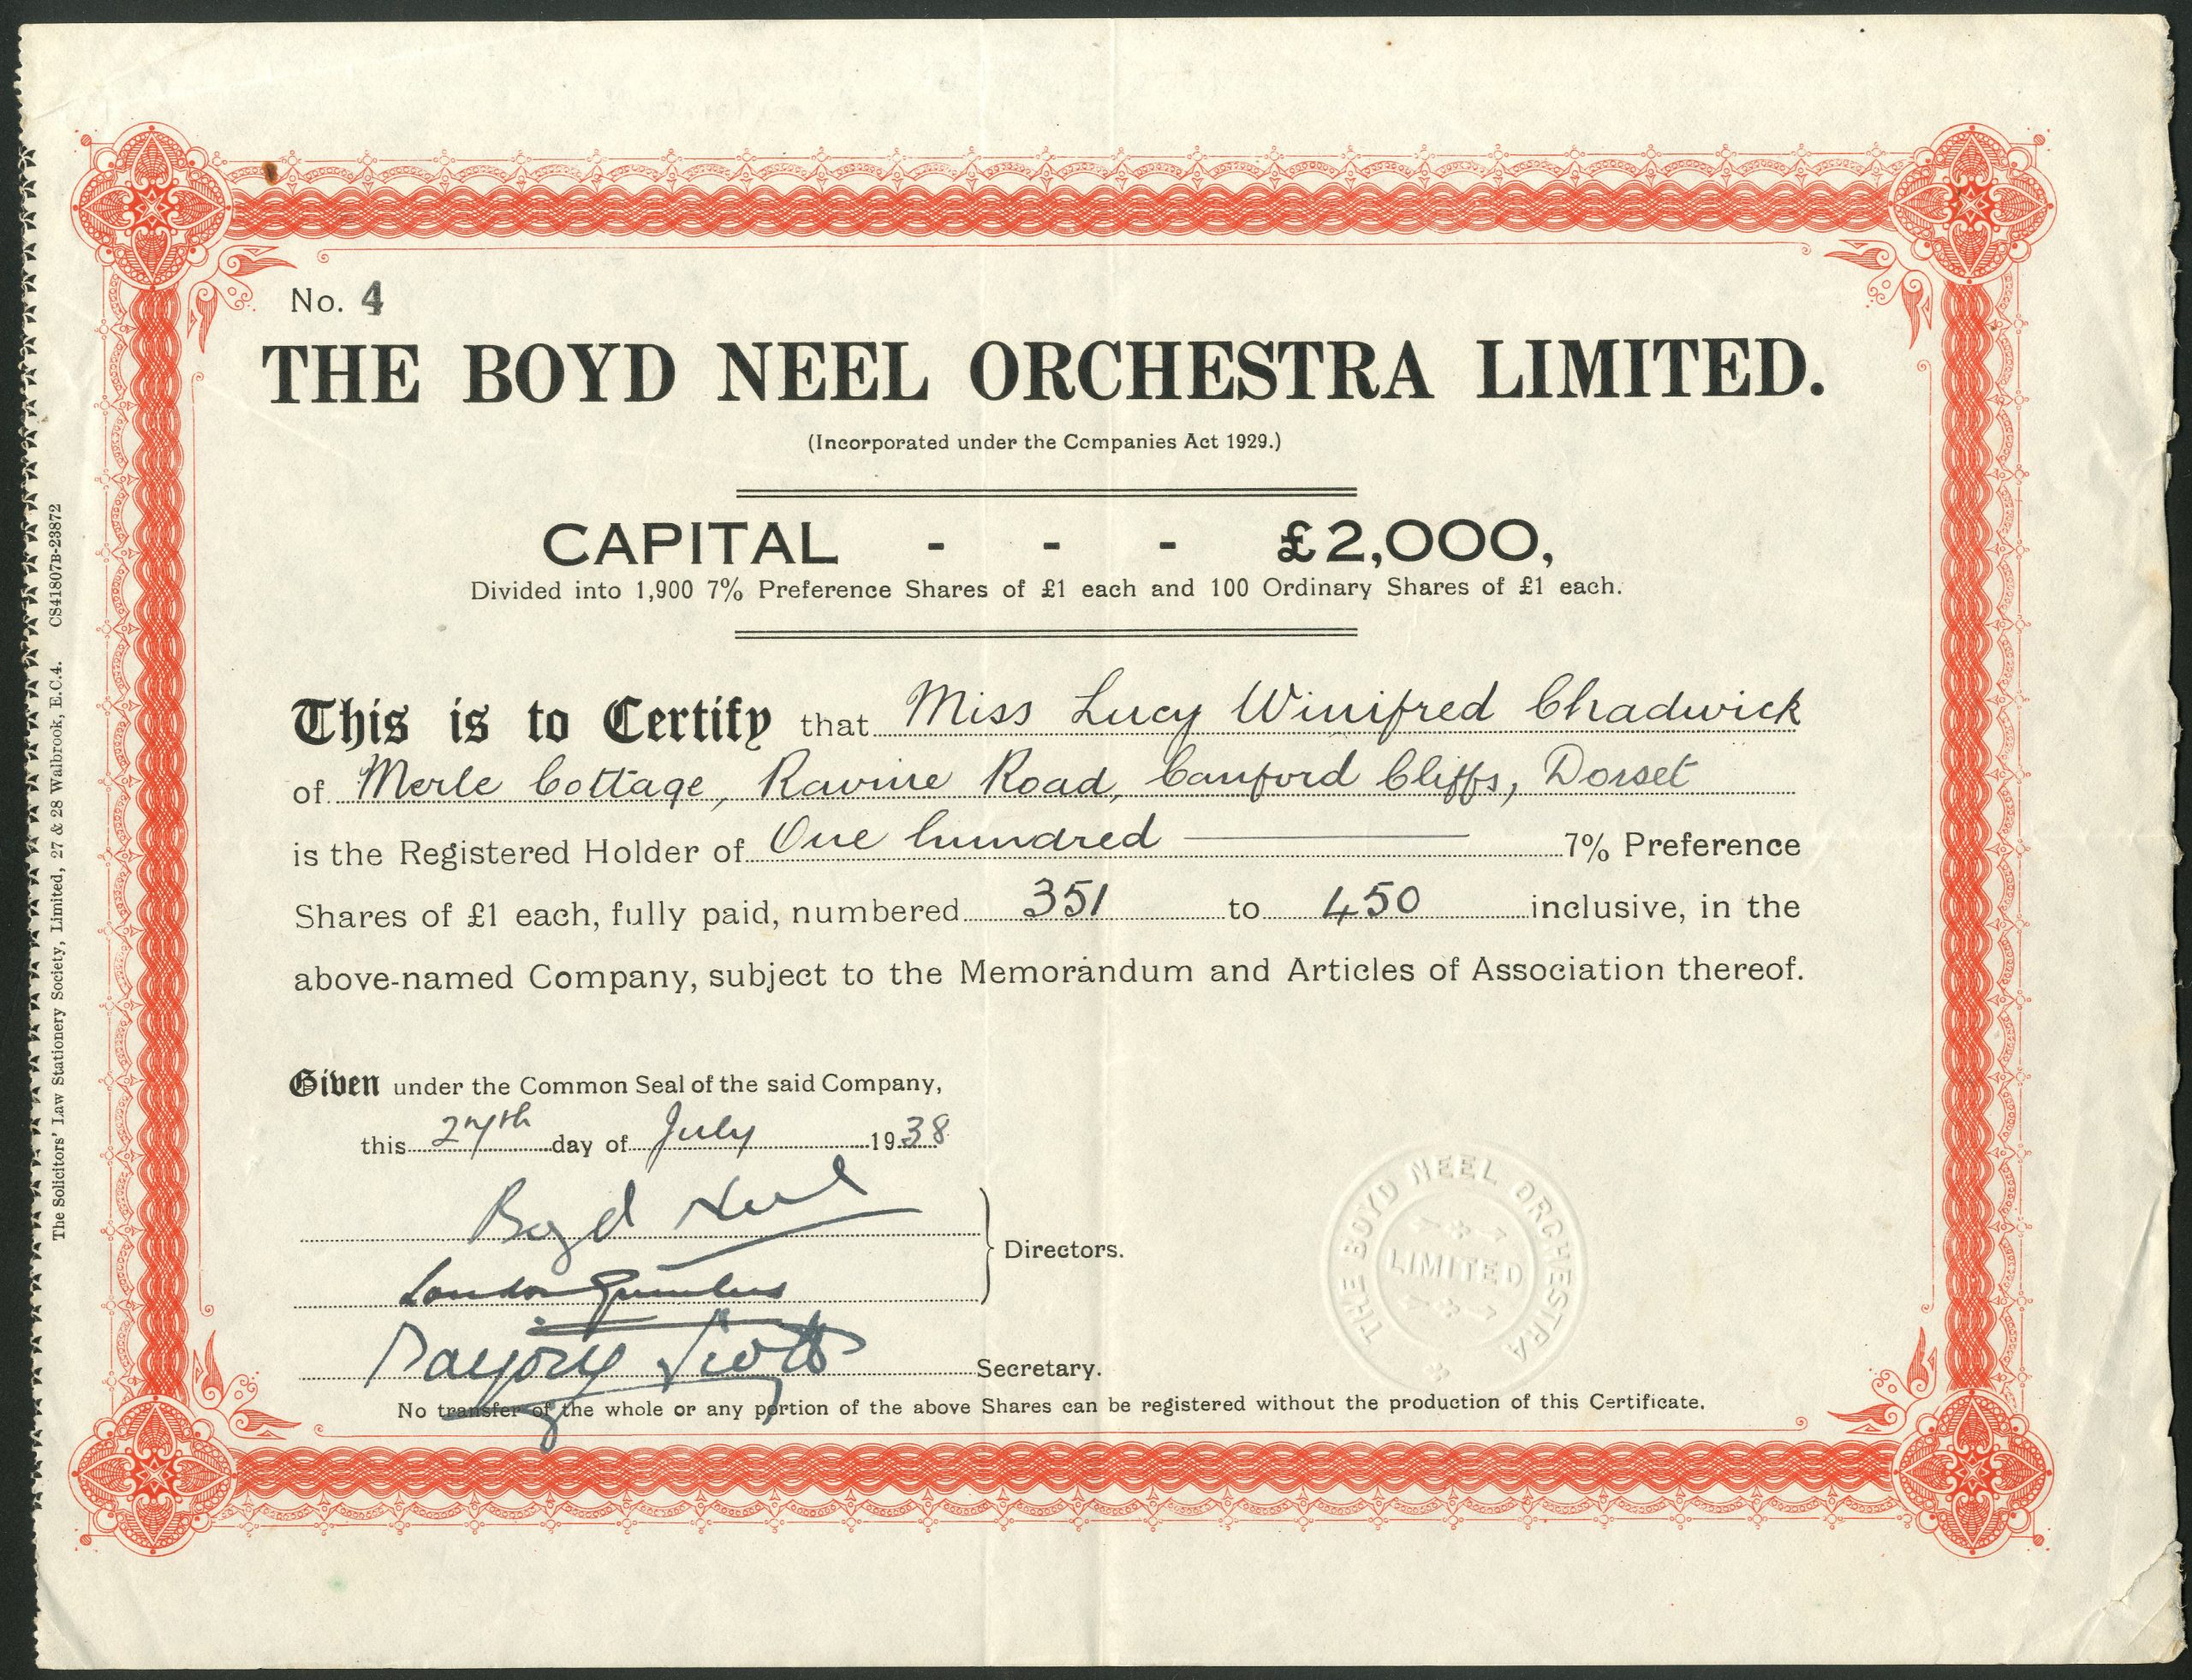 No. 4
THE BOYD NEEL ORCHESTRA LIMITED.
(Incorporated under the Companies Act 1929.)
CAPITAL - - - £2,000,
Divided into 1,900 7% Preference Shares of £1 each and 100 Ordinary Shares of £1 each.
This is to Certify that Miss Lucy Winifred Chadwick
of Merle Cottage, Ravine Road, Canford Cliffs, Dorset
is the Registered Holder of One hundred 7% Preference
Shares of £1 each, fully paid, numbered 351 to 450 inclusive, in the
above-named Company, subject to the Memorandum and Articles of Association thereof.
Given under the Common Seal of the said Company,
this 27th day of July 1938
Boyd Neel
Directors.
Secretary.
No transfer of the whole or any portion of the above Shares can be registered without the production of this Certificate.
THE BOYD NEEL ORCHESTRA
LIMITED
The Solicitors' Law Stationery Society, Limited, 27 & 28 Walbrook, E.C.4. CS41807B-23872